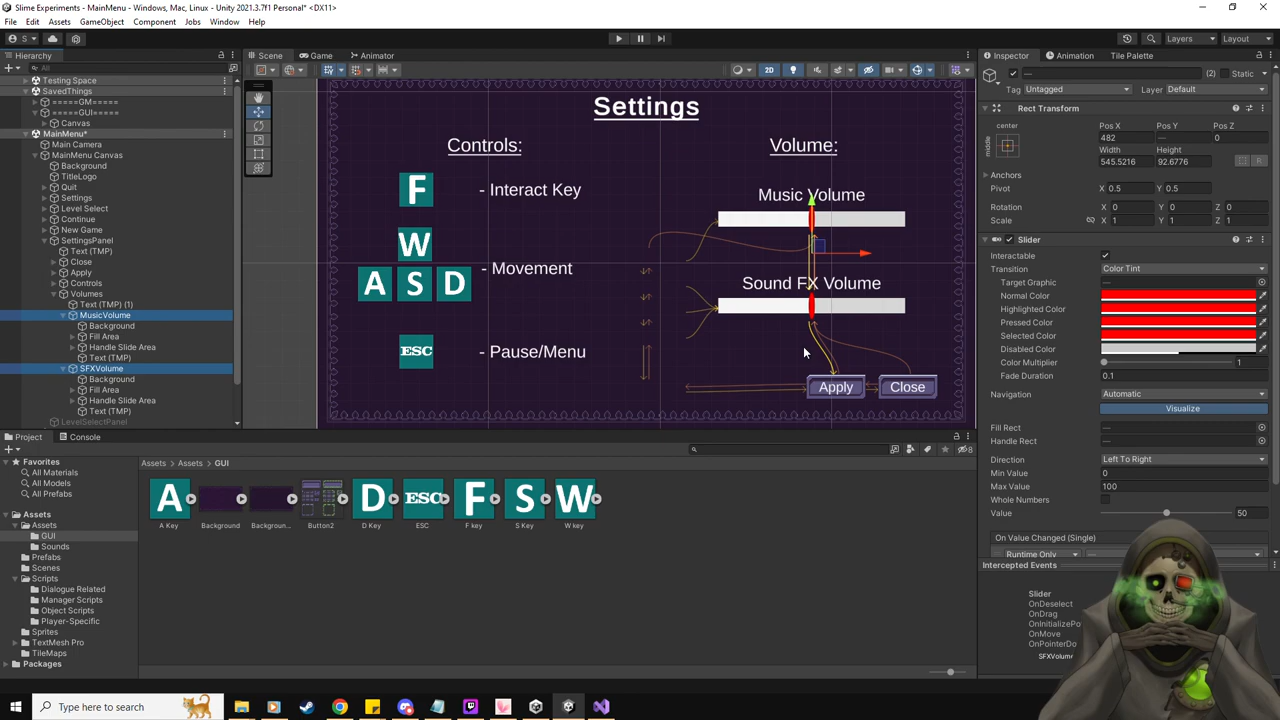 Slime Experiments - MainMenu - Windows, Mac, Linux - Unity 2021.3.7f1 Personal* <DX11>
File Edit Assets GameObject Component Jobs Window Help
S Layers Layout
Hierarchy
All
Testing Space
SavedThings
=====GM=====
=====GUI=====
Canvas
MainMenu*
Main Camera
MainMenu Canvas
Background
TitleLogo
Quit
Settings
Level Select
Continue
New Game
SettingsPanel
Text (TMP)
Close
Apply
Controls
Volumes
Text (TMP) (1)
MusicVolume
Background
Fill Area
Handle Slide Area
Text (TMP)
SFXVolume
Background
Fill Area
Handle Slide Area
Text (TMP)
LevelSelectPanel
Scene Game Animator
2D
Settings
Controls: Volume:
F - Interact Key
W
A S D - Movement
ESC - Pause/Menu
Music Volume
Sound FX Volume
Apply Close
Inspector Animation Tile Palette
— (2) Static
Tag Untagged Layer Default
Rect Transform
center
middle
Pos X Pos Y Pos Z
482 — 0
Width Height
545.5216 92.6776
R
Anchors
Pivot X 0.5 Y 0.5
Rotation X 0 Y 0 Z 0
Scale X 1 Y 1 Z 1
Slider
Interactable
Transition Color Tint
Target Graphic —
Normal Color
Highlighted Color
Pressed Color
Selected Color
Disabled Color
Color Multiplier 1
Fade Duration 0.1
Navigation Automatic
Visualize
Fill Rect —
Handle Rect —
Direction Left To Right
Min Value 0
Max Value 100
Whole Numbers
Value 50
On Value Changed (Single)
Runtime Only —
Intercepted Events
Slider
OnDeselect
OnDrag
OnInitializePo
OnMove
OnPointerDo
SFXVolume
Project Console
8
Favorites
All Materials
All Models
All Prefabs
Assets
Assets
GUI
Sounds
Prefabs
Scenes
Scripts
Dialogue Related
Manager Scripts
Object Scripts
Player-Specific
Sprites
TextMesh Pro
TileMaps
Packages
Assets > Assets > GUI
A D ESC F S W
A Key Background Backgroun... Button2 D Key ESC F key S Key W key
Type here to search